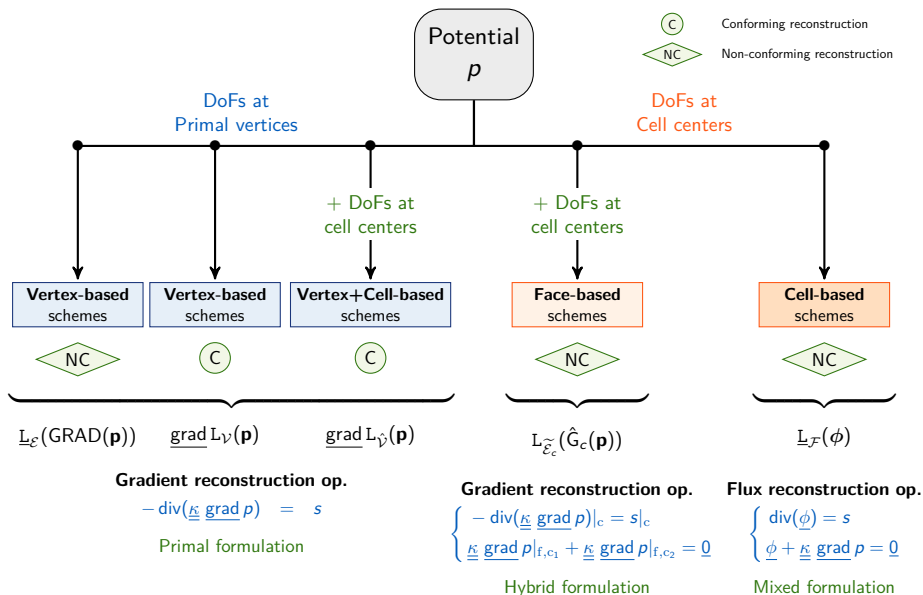 Potential
p
C Conforming reconstruction
NC Non-conforming reconstruction
DoFs at
Primal vertices
DoFs at
Cell centers
+ DoFs at
cell centers
+ DoFs at
cell centers
Vertex-based
schemes
Vertex-based
schemes
Vertex+Cell-based
schemes
Face-based
schemes
Cell-based
schemes
NC
C
C
NC
NC
L_ℰ(GRAD(p))
grad L_𝒱(p)
grad L_𝒱̂(p)
L_ℰ̃_c(Ĝ_c(p))
L_ℱ(ϕ)
Gradient reconstruction op.
− div(κ grad p) = s
Primal formulation
Gradient reconstruction op.
− div(κ grad p)|_c = s|_c
κ grad p|_f,c₁ + κ grad p|_f,c₂ = 0
Hybrid formulation
Flux reconstruction op.
div(ϕ) = s
ϕ + κ grad p = 0
Mixed formulation